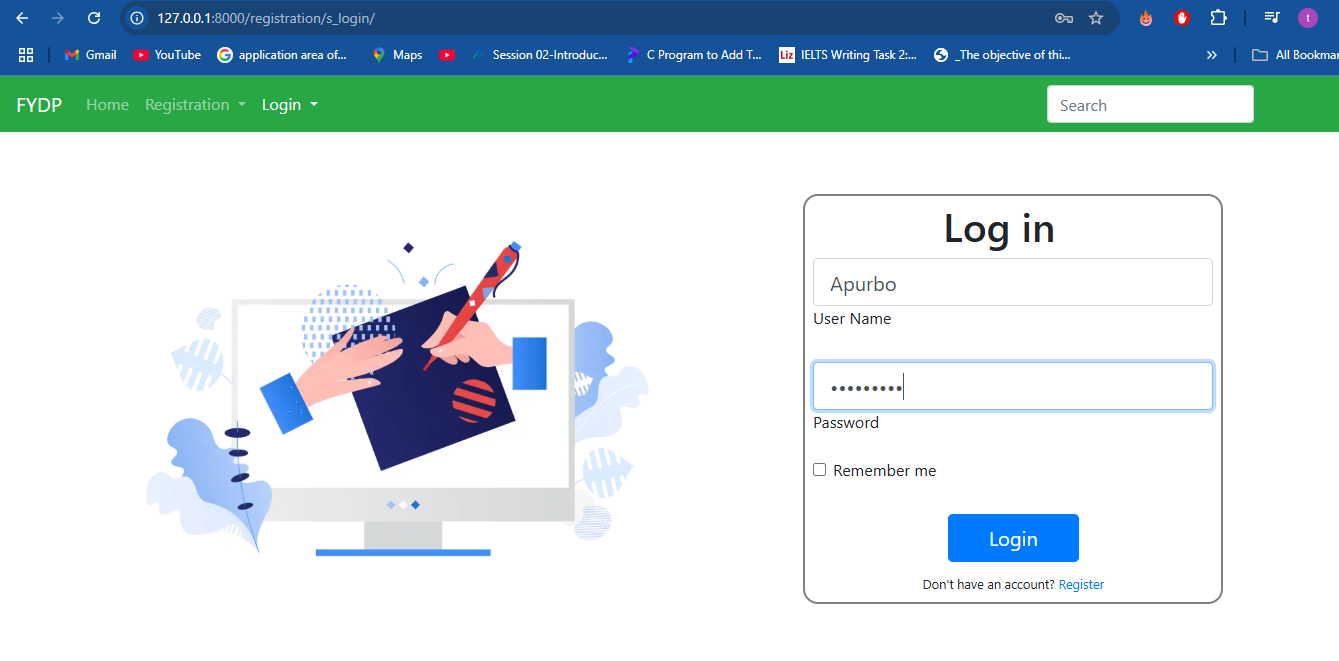 127.0.0.1:8000/registration/s_login/
t
Gmail YouTube application area of... Maps Session 02-Introduc... C Program to Add T... Liz IELTS Writing Task 2:... _The objective of thi... » All Bookmar
FYDP Home Registration Login Search
Log in
Apurbo
User Name
•••••••••
Password
Remember me
Login
Don't have an account? Register